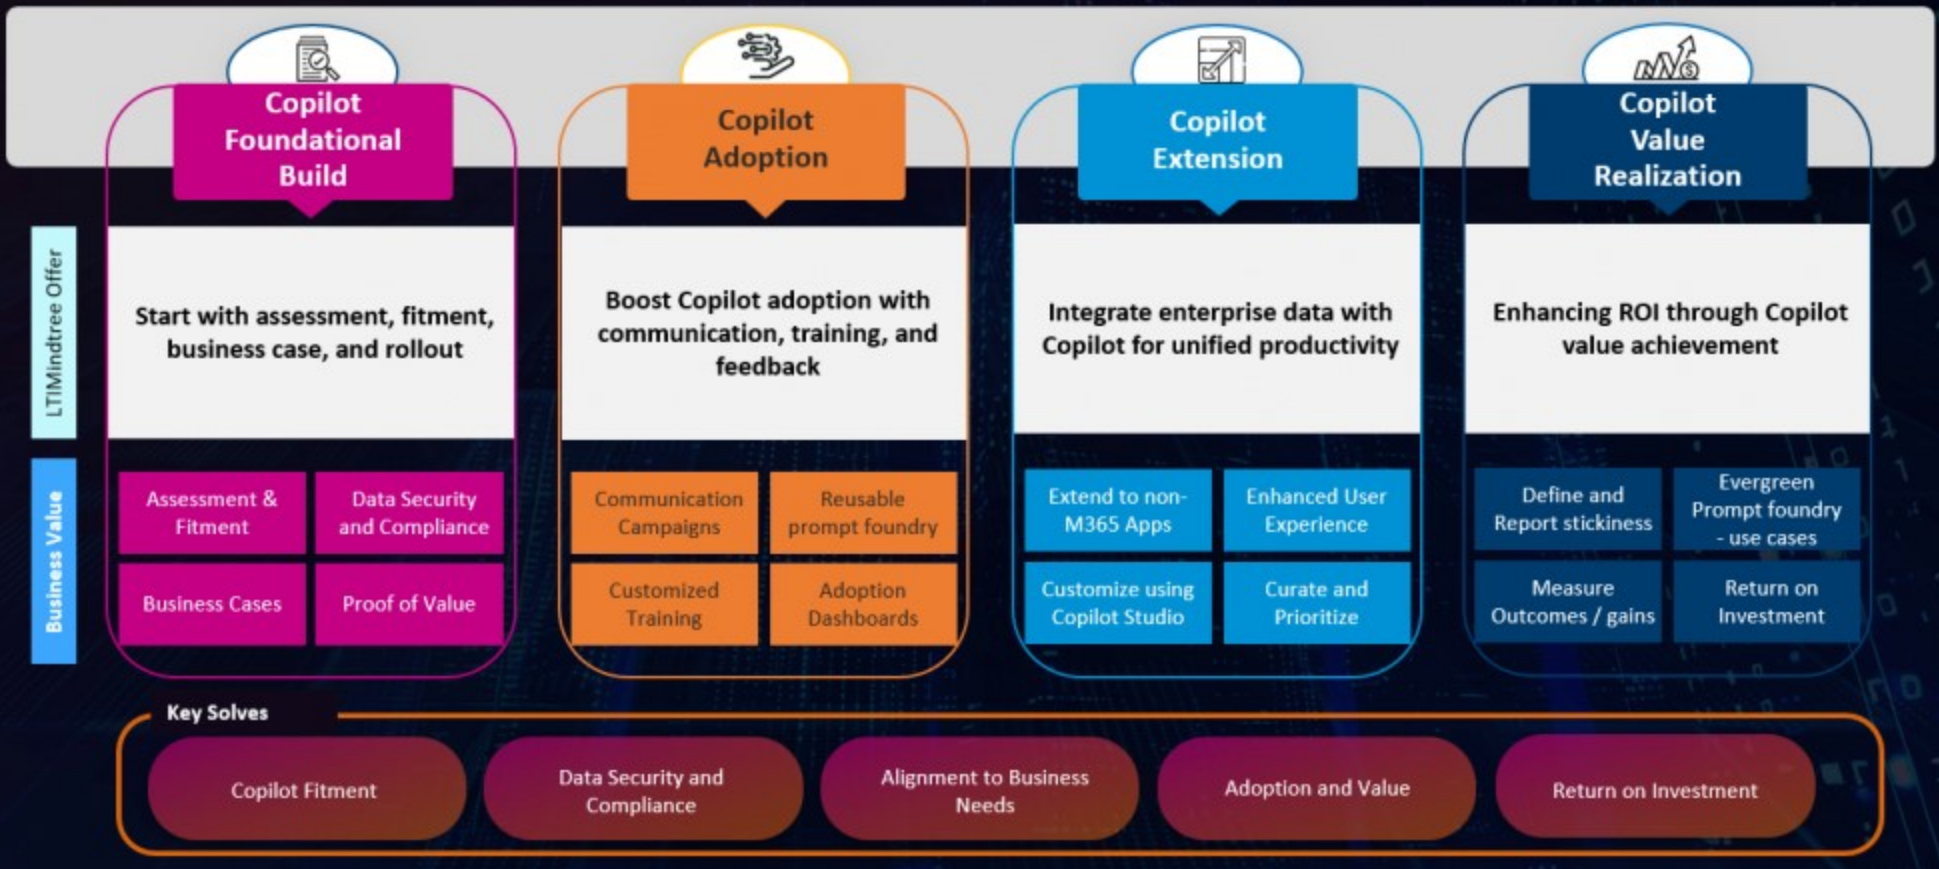 Copilot
Foundational
Build
Copilot
Adoption
Copilot
Extension
Copilot
Value
Realization
LTIMindtree Offer
Start with assessment, fitment,
business case, and rollout
Boost Copilot adoption with
communication, training, and
feedback
Integrate enterprise data with
Copilot for unified productivity
Enhancing ROI through Copilot
value achievement
Business Value
Assessment &
Fitment
Data Security
and Compliance
Business Cases
Proof of Value
Communication
Campaigns
Reusable
prompt foundry
Customized
Training
Adoption
Dashboards
Extend to non-
M365 Apps
Enhanced User
Experience
Customize using
Copilot Studio
Curate and
Prioritize
Define and
Report stickiness
Evergreen
Prompt foundry
- use cases
Measure
Outcomes / gains
Return on
Investment
Key Solves
Copilot Fitment
Data Security and
Compliance
Alignment to Business
Needs
Adoption and Value
Return on Investment